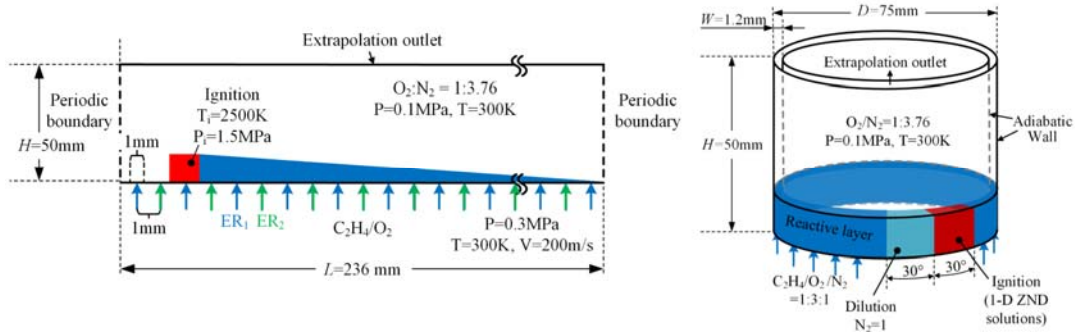 Extrapolation outlet
O₂:N₂ = 1:3.76
P=0.1MPa, T=300K
Periodic
boundary
H=50mm
1mm
Ignition
Tᵢ=2500K
Pᵢ=1.5MPa
Periodic
boundary
1mm
ER₁
ER₂
C₂H₄/O₂
P=0.3MPa
T=300K, V=200m/s
L=236 mm
W=1.2mm
D=75mm
Extrapolation outlet
O₂/N₂=1:3.76
P=0.1MPa, T=300K
H=50mm
Adiabatic
Wall
Reactive layer
30°
30°
C₂H₄/O₂/N₂
=1:3:1
Dilution
N₂=1
Ignition
(1-D ZND
solutions)